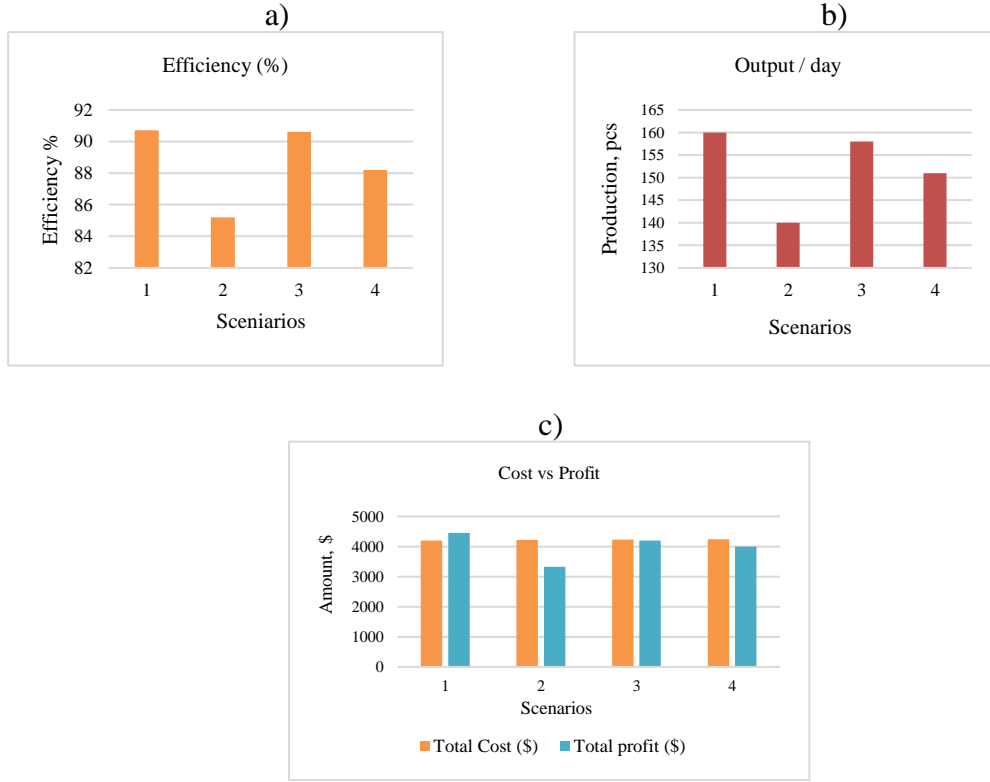 a)
Efficiency (%)
Efficiency %
92
90
88
86
84
82
1 2 3 4
Sceniarios
b)
Output / day
Production, pcs
165
160
155
150
145
140
135
130
1 2 3 4
Scenarios
c)
Cost vs Profit
Amount, $
5000
4000
3000
2000
1000
0
1 2 3 4
Scenarios
Total Cost ($) Total profit ($)